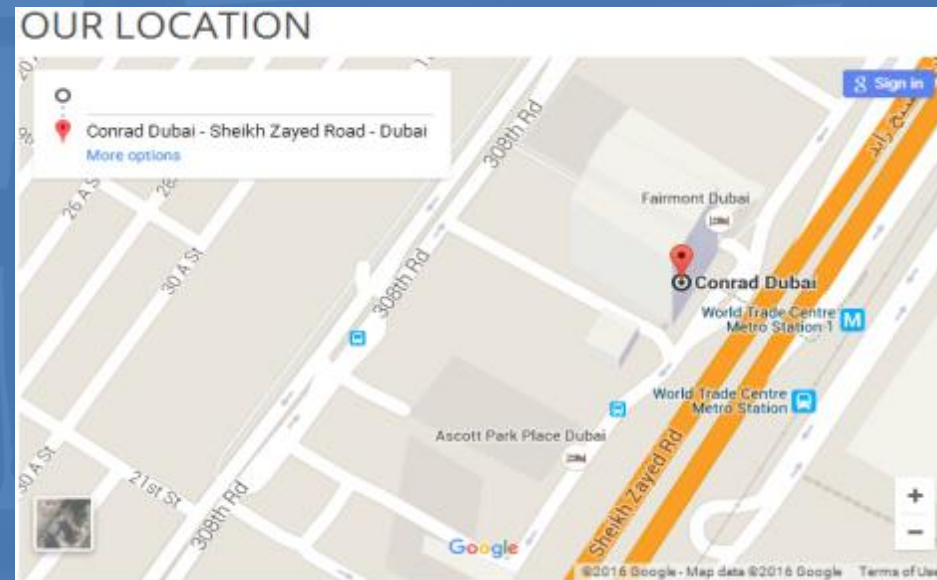 OUR LOCATION
Conrad Dubai - Sheikh Zayed Road - Dubai
More options
Sign in
308th Rd
Fairmont Dubai
30 A St
308th Rd
Conrad Dubai
World Trade Centre
Metro Station 1
M
World Trade Centre
Metro Station
Ascott Park Place Dubai
Sheikh Zayed Rd
30 A St
21st St
308th Rd
Google
+
−
©2016 Google - Map data ©2016 Google Terms of Use